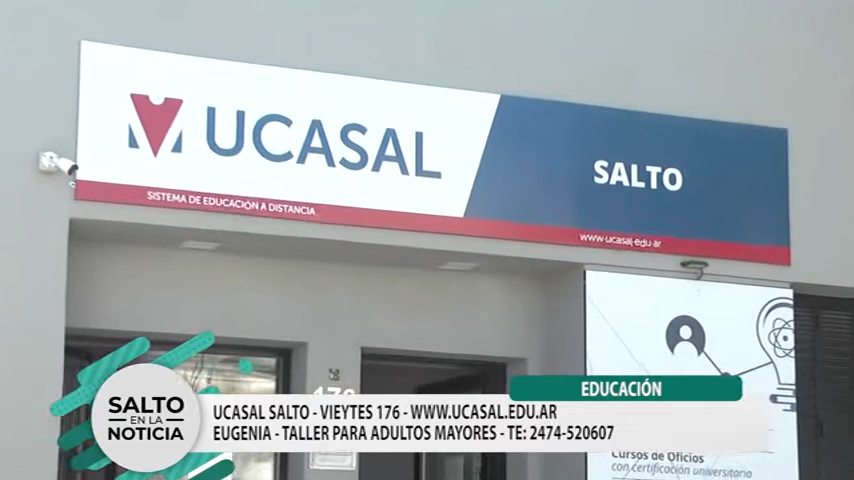 UCASAL
SALTO
SISTEMA DE EDUCACIÓN A DISTANCIA
www.ucasal.edu.ar
EDUCACIÓN
SALTO
EN LA
NOTICIA
UCASAL SALTO - VIEYTES 176 - WWW.UCASAL.EDU.AR
EUGENIA - TALLER PARA ADULTOS MAYORES - TE: 2474-520607
Cursos de Oficios
con certificación universitaria